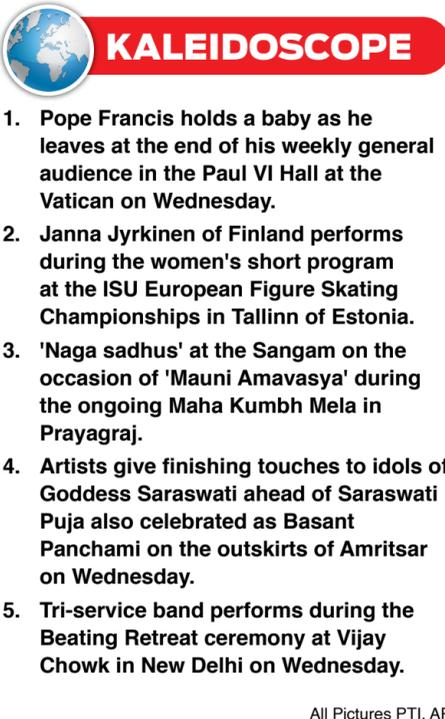 KALEIDOSCOPE
1. Pope Francis holds a baby as he
leaves at the end of his weekly general
audience in the Paul VI Hall at the
Vatican on Wednesday.
2. Janna Jyrkinen of Finland performs
during the women's short program
at the ISU European Figure Skating
Championships in Tallinn of Estonia.
3. 'Naga sadhus' at the Sangam on the
occasion of 'Mauni Amavasya' during
the ongoing Maha Kumbh Mela in
Prayagraj.
4. Artists give finishing touches to idols of
Goddess Saraswati ahead of Saraswati
Puja also celebrated as Basant
Panchami on the outskirts of Amritsar
on Wednesday.
5. Tri-service band performs during the
Beating Retreat ceremony at Vijay
Chowk in New Delhi on Wednesday.
All Pictures PTI,